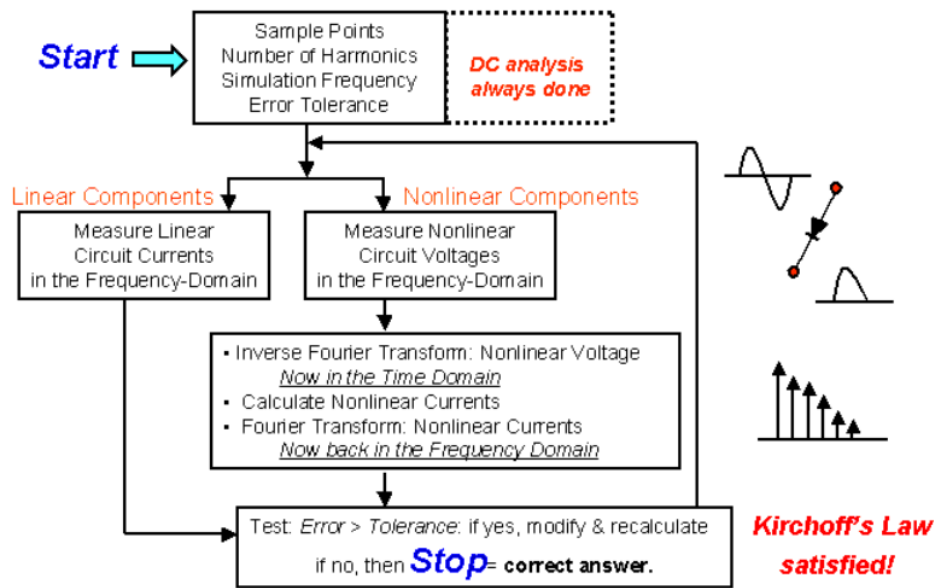 Start
Sample Points
Number of Harmonics
Simulation Frequency
Error Tolerance
DC analysis
always done
Linear Components
Nonlinear Components
Measure Linear
Circuit Currents
in the Frequency-Domain
Measure Nonlinear
Circuit Voltages
in the Frequency-Domain
• Inverse Fourier Transform: Nonlinear Voltage
Now in the Time Domain
• Calculate Nonlinear Currents
• Fourier Transform: Nonlinear Currents
Now back in the Frequency Domain
Test: Error > Tolerance: if yes, modify & recalculate
if no, then Stop= correct answer.
Kirchoff's Law
satisfied!